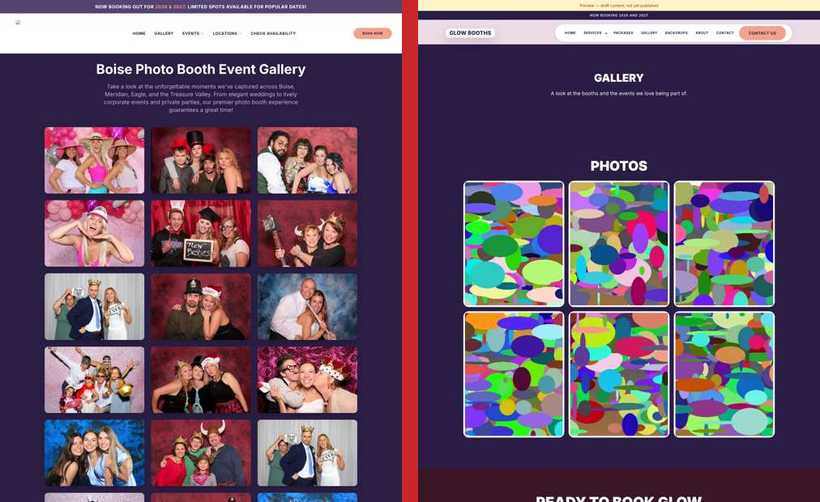 NOW BOOKING OUT FOR 2026 & 2027. LIMITED SPOTS AVAILABLE FOR POPULAR DATES!
HOME GALLERY EVENTS LOCATIONS CHECK AVAILABILITY
BOOK NOW
Boise Photo Booth Event Gallery
Take a look at the unforgettable moments we've captured across Boise,
Meridian, Eagle, and the Treasure Valley. From elegant weddings to lively
corporate events and private parties, our premier photo booth experience
guarantees a great time!
Preview — draft content, not yet published
NOW BOOKING 2026 AND 2027
GLOW BOOTHS
HOME SERVICES PACKAGES GALLERY BACKDROPS ABOUT CONTACT
CONTACT US
GALLERY
A look at the booths and the events we love being part of.
PHOTOS
READY TO BOOK GLOW